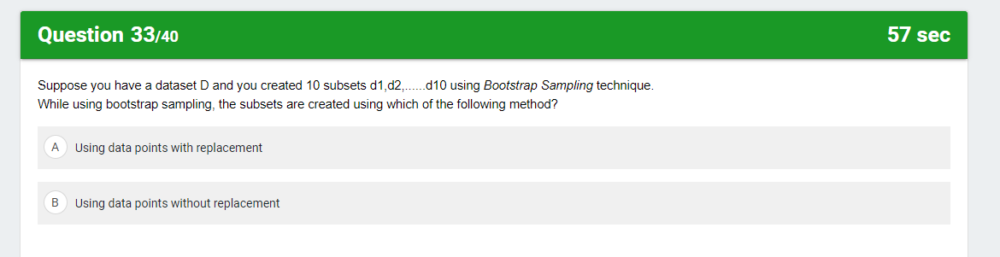 Question 33/40
57 sec
Suppose you have a dataset D and you created 10 subsets d1,d2,......d10 using Bootstrap Sampling technique.
While using bootstrap sampling, the subsets are created using which of the following method?
A Using data points with replacement
B Using data points without replacement